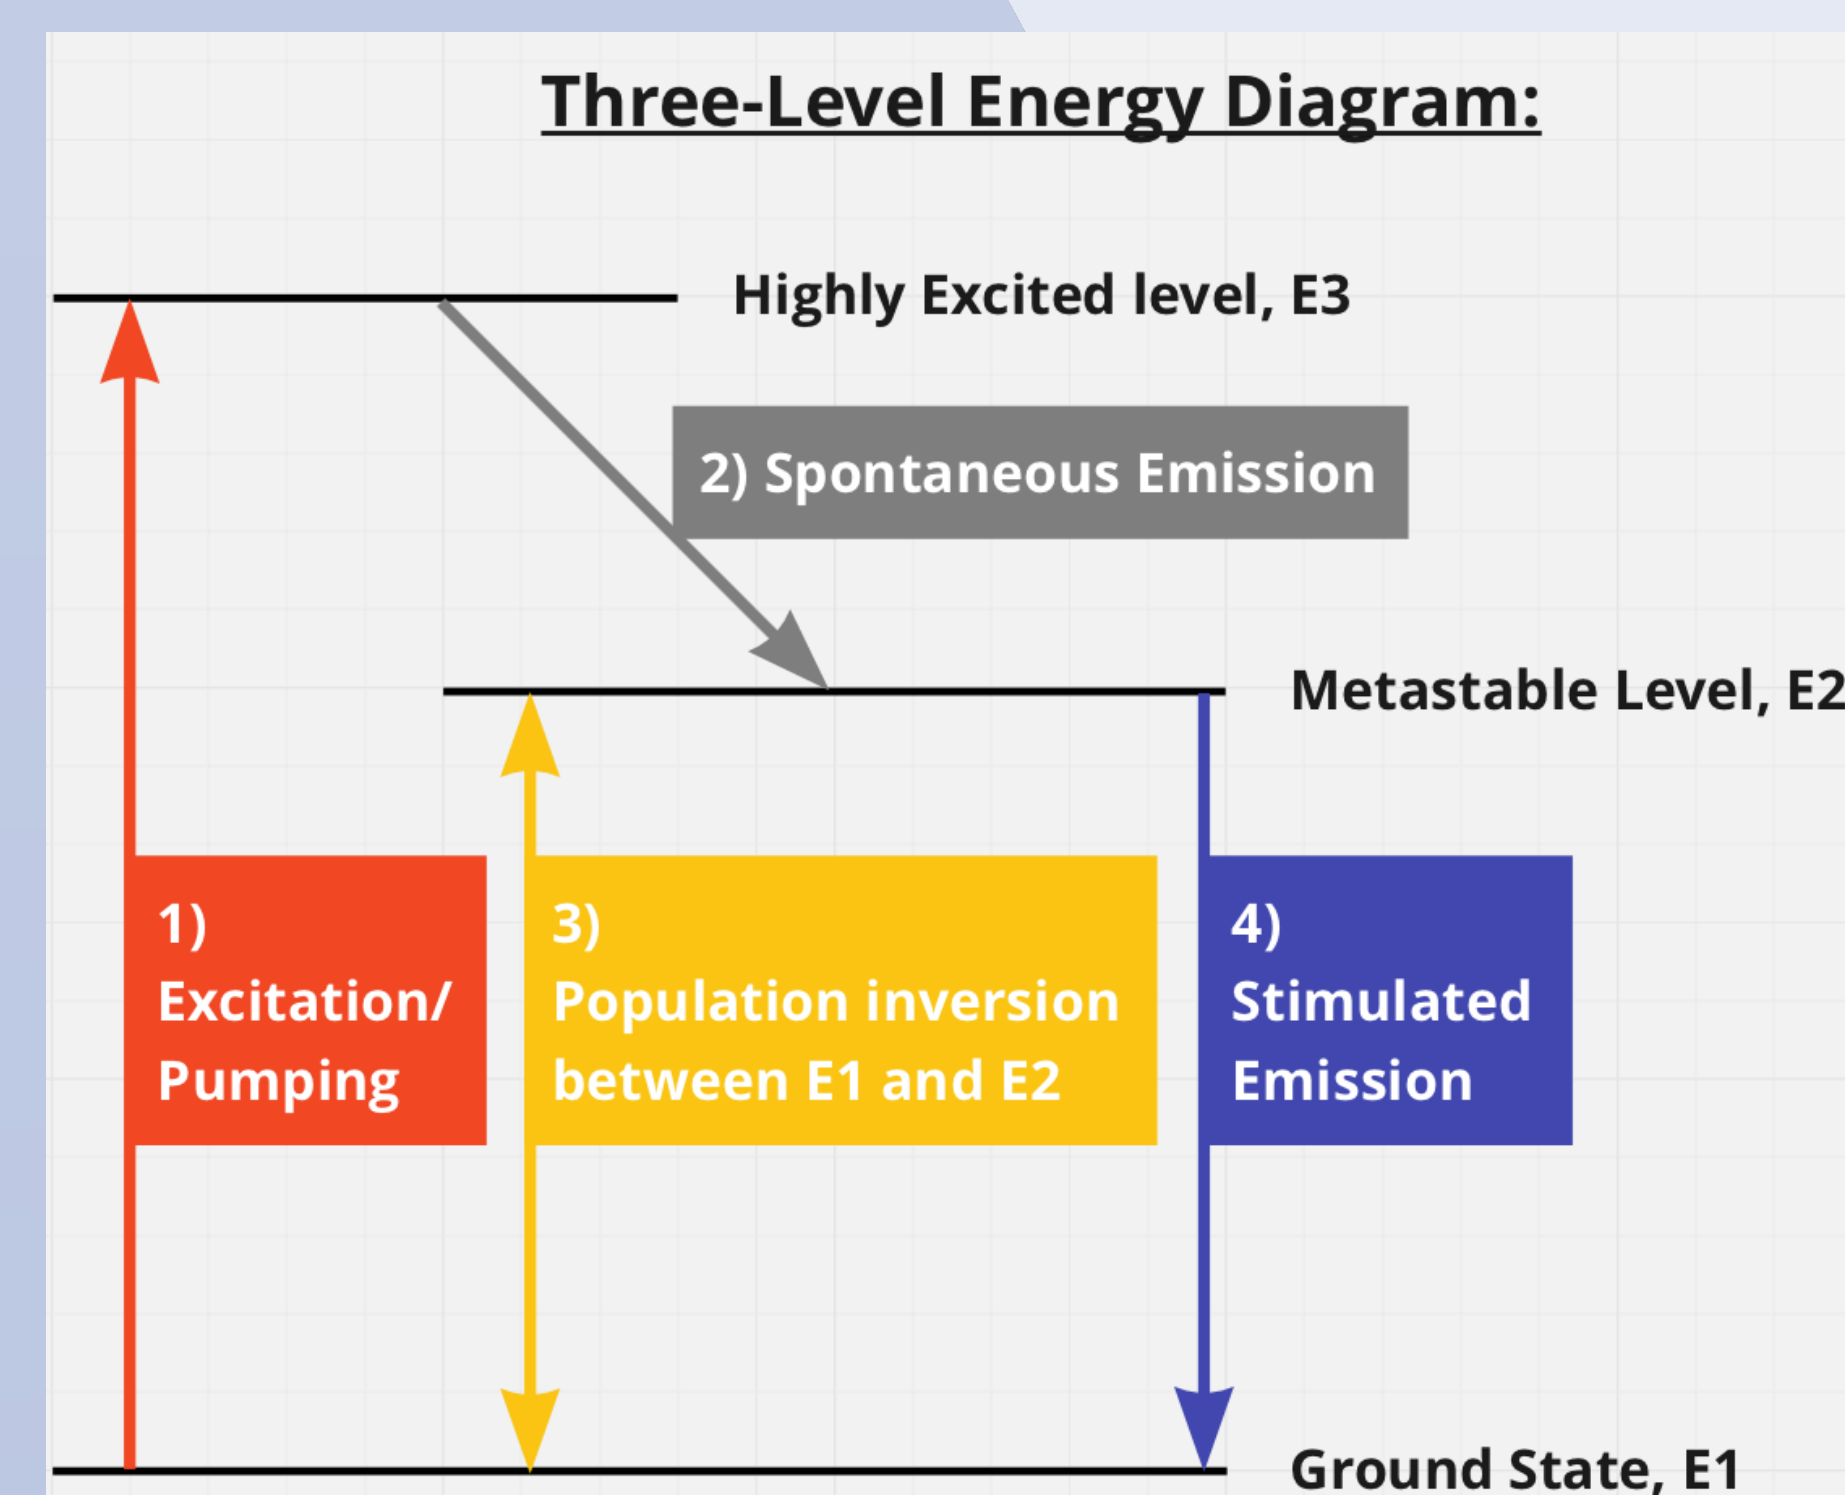 Three-Level Energy Diagram:
Highly Excited level, E3
2) Spontaneous Emission
Metastable Level, E2
1)
Excitation/
Pumping
3)
Population inversion
between E1 and E2
4)
Stimulated
Emission
Ground State, E1